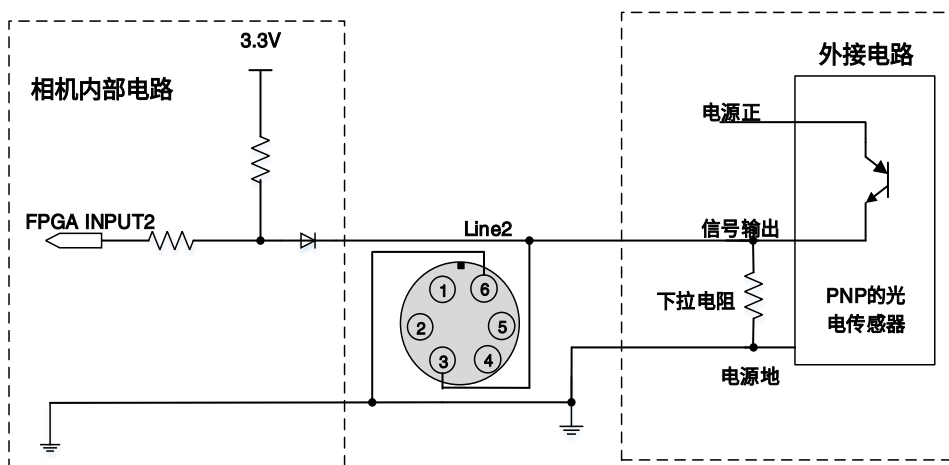 3.3V
相机内部电路
外接电路
电源正
FPGA INPUT2
Line2
信号输出
1
6
2
5
3
4
下拉电阻
PNP的光
电传感器
电源地